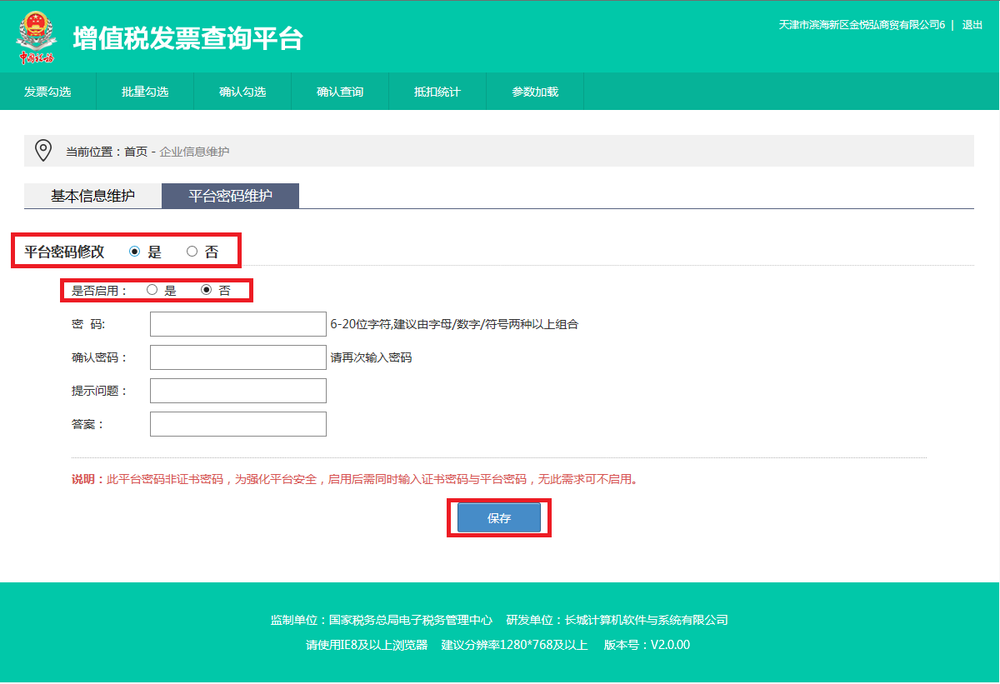 增值税发票查询平台
中国税务
天津市滨海新区金悦弘商贸有限公司6 | 退出
发票勾选 批量勾选 确认勾选 确认查询 抵扣统计 参数加载
当前位置：首页 - 企业信息维护
基本信息维护 平台密码维护
平台密码修改 是 否
是否启用： 是 否
密 码: 6-20位字符,建议由字母/数字/符号两种以上组合
确认密码： 请再次输入密码
提示问题：
答案：
说明：此平台密码非证书密码，为强化平台安全，启用后需同时输入证书密码与平台密码，无此需求可不启用。
保存
监制单位：国家税务总局电子税务管理中心 研发单位：长城计算机软件与系统有限公司
请使用IE8及以上浏览器 建议分辨率1280*768及以上 版本号：V2.0.00